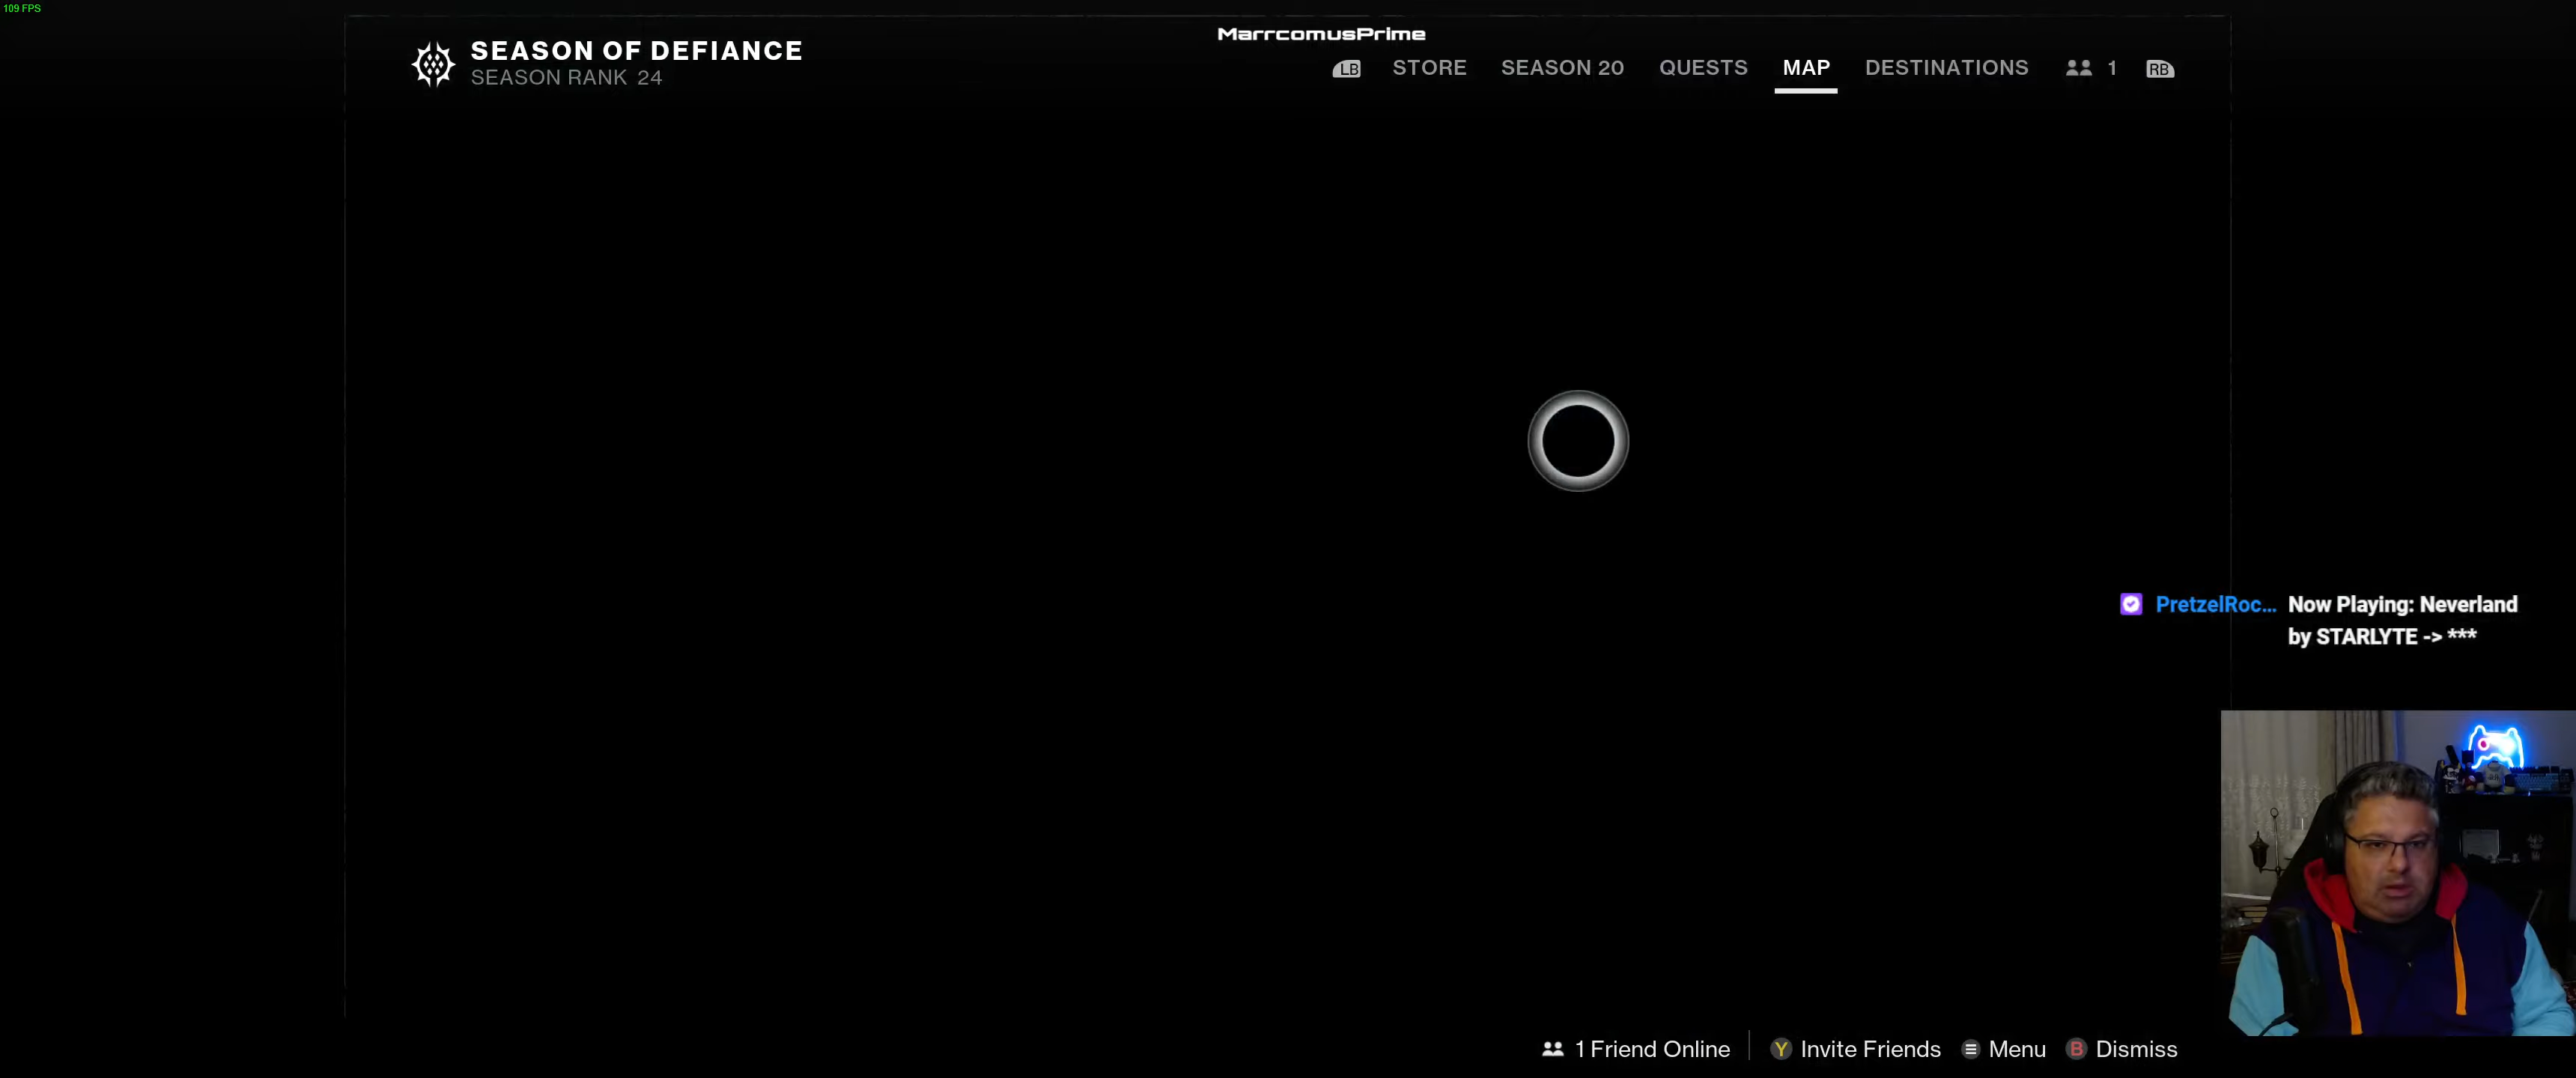 109 FPS
MarrcomusPrime
SEASON OF DEFIANCE
SEASON RANK 24
LB STORE SEASON 20 QUESTS MAP DESTINATIONS 1 RB
PretzelRoc... Now Playing: Neverland
by STARLYTE -> ***
1 Friend Online Y Invite Friends Menu B Dismiss